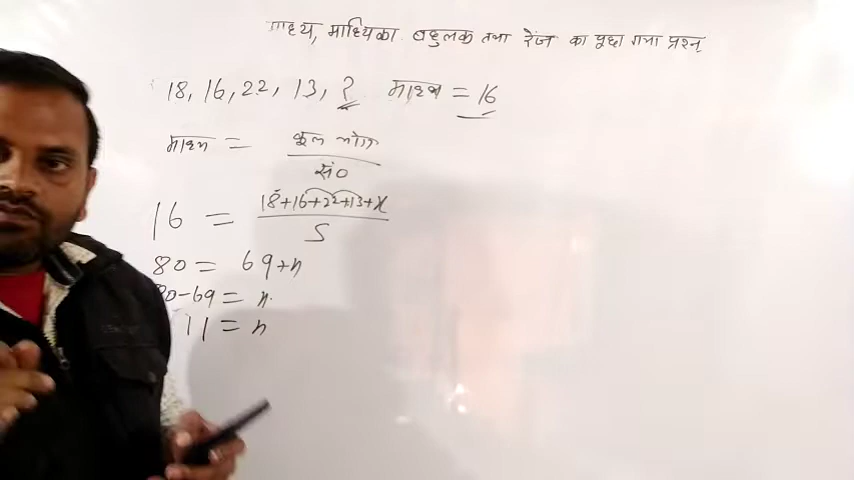 माध्य, माध्यिका. बहुलक तथा रेंज का पूछा गया प्रश्न
18, 16, 22, 13, ? माध्य = 16
माध्य = कुल योग
सं०
16 = 18+16+22+13+x
5
80 = 69+x
80-69 = x.
11 = x